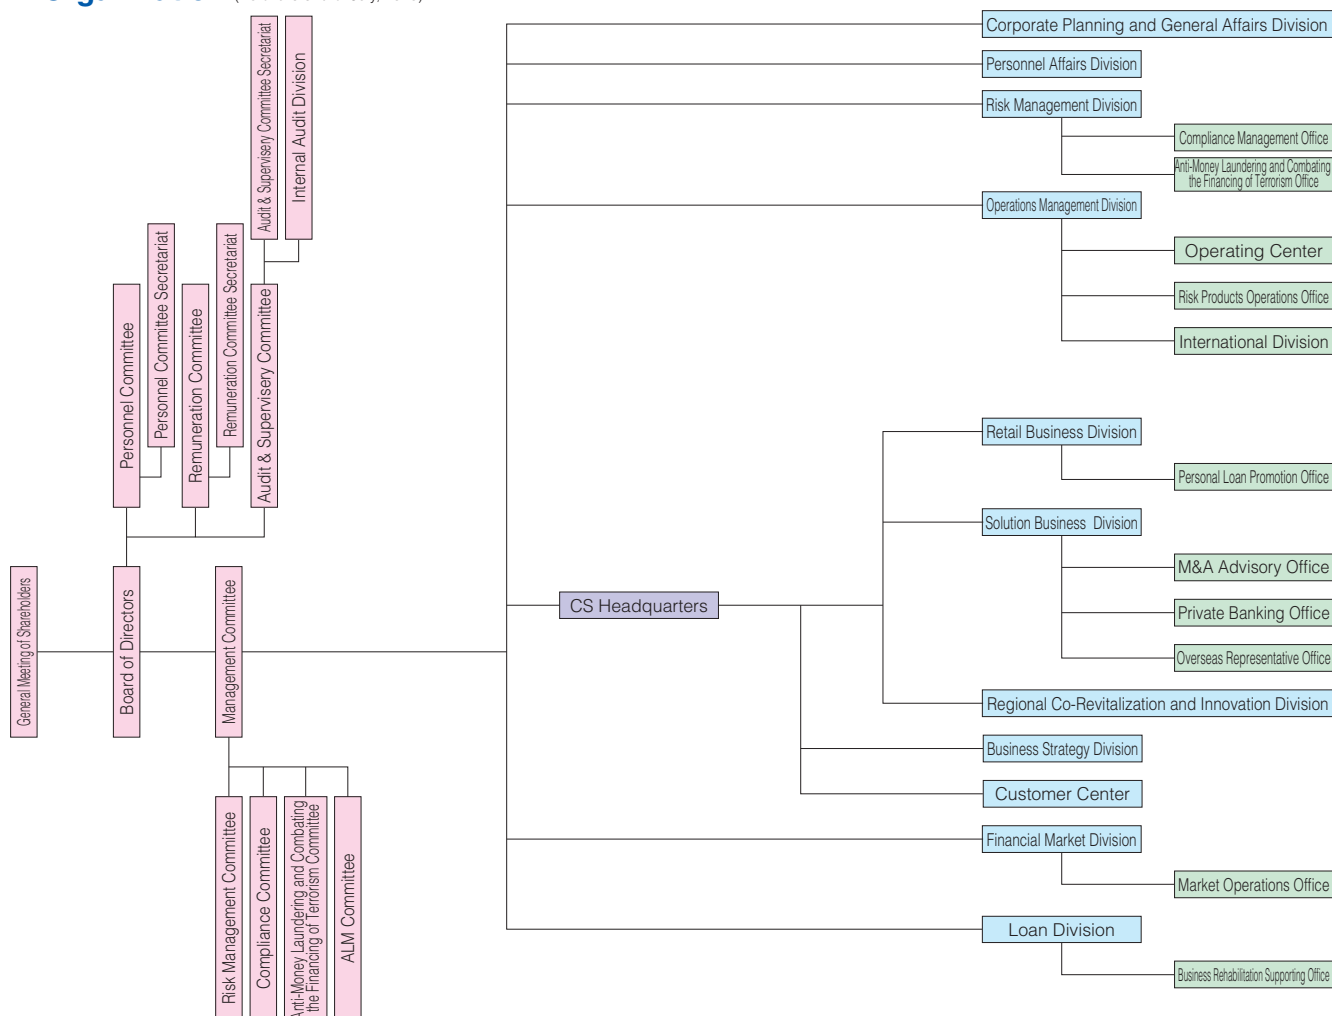 Corporate Planning and General Affairs Division
Personnel Affairs Division
Risk Management Division
Compliance Management Office
Anti-Money Laundering and Combating
the Financing of Terrorism Office
Operations Management Division
Operating Center
Risk Products Operations Office
International Division
Audit & Supervisery Committee Secretariat
Internal Audit Division
Personnel Committee
Personnel Committee Secretariat
Remuneration Committee
Remuneration Committee Secretariat
Audit & Supervisery Committee
General Meeting of Shareholders
Board of Directors
Management Committee
Risk Management Committee
Compliance Committee
Anti-Money Laundering and Combating
the Financing of Terrorism Committee
ALM Committee
CS Headquarters
Retail Business Division
Personal Loan Promotion Office
Solution Business Division
M&A Advisory Office
Private Banking Office
Overseas Representative Office
Regional Co-Revitalization and Innovation Division
Business Strategy Division
Customer Center
Financial Market Division
Market Operations Office
Loan Division
Business Rehabilitation Supporting Office